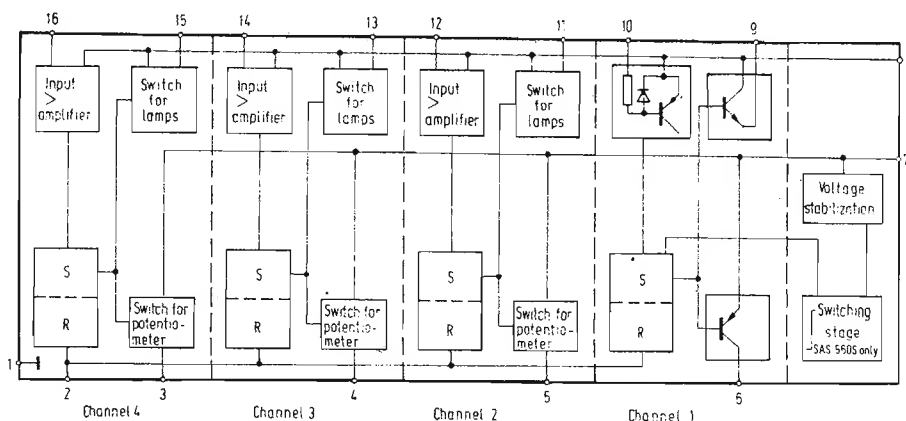 16 15 14 13 12 11 10 9
Input
>
amplifier
Switch
for
lamps
Input
>
amplifier
Switch
for
lamps
Input
>
amplifier
Switch
for
lamps
Voltage
stabilization
S
R
Switch for
potentio-
meter
S
R
Switch for
potentio-
meter
S
R
Switch for
potentio-
meter
S
R
Switching
stage
SAS 560S only
1
2 3 4 5 6
Channel 4 Channel 3 Channel 2 Channel 1